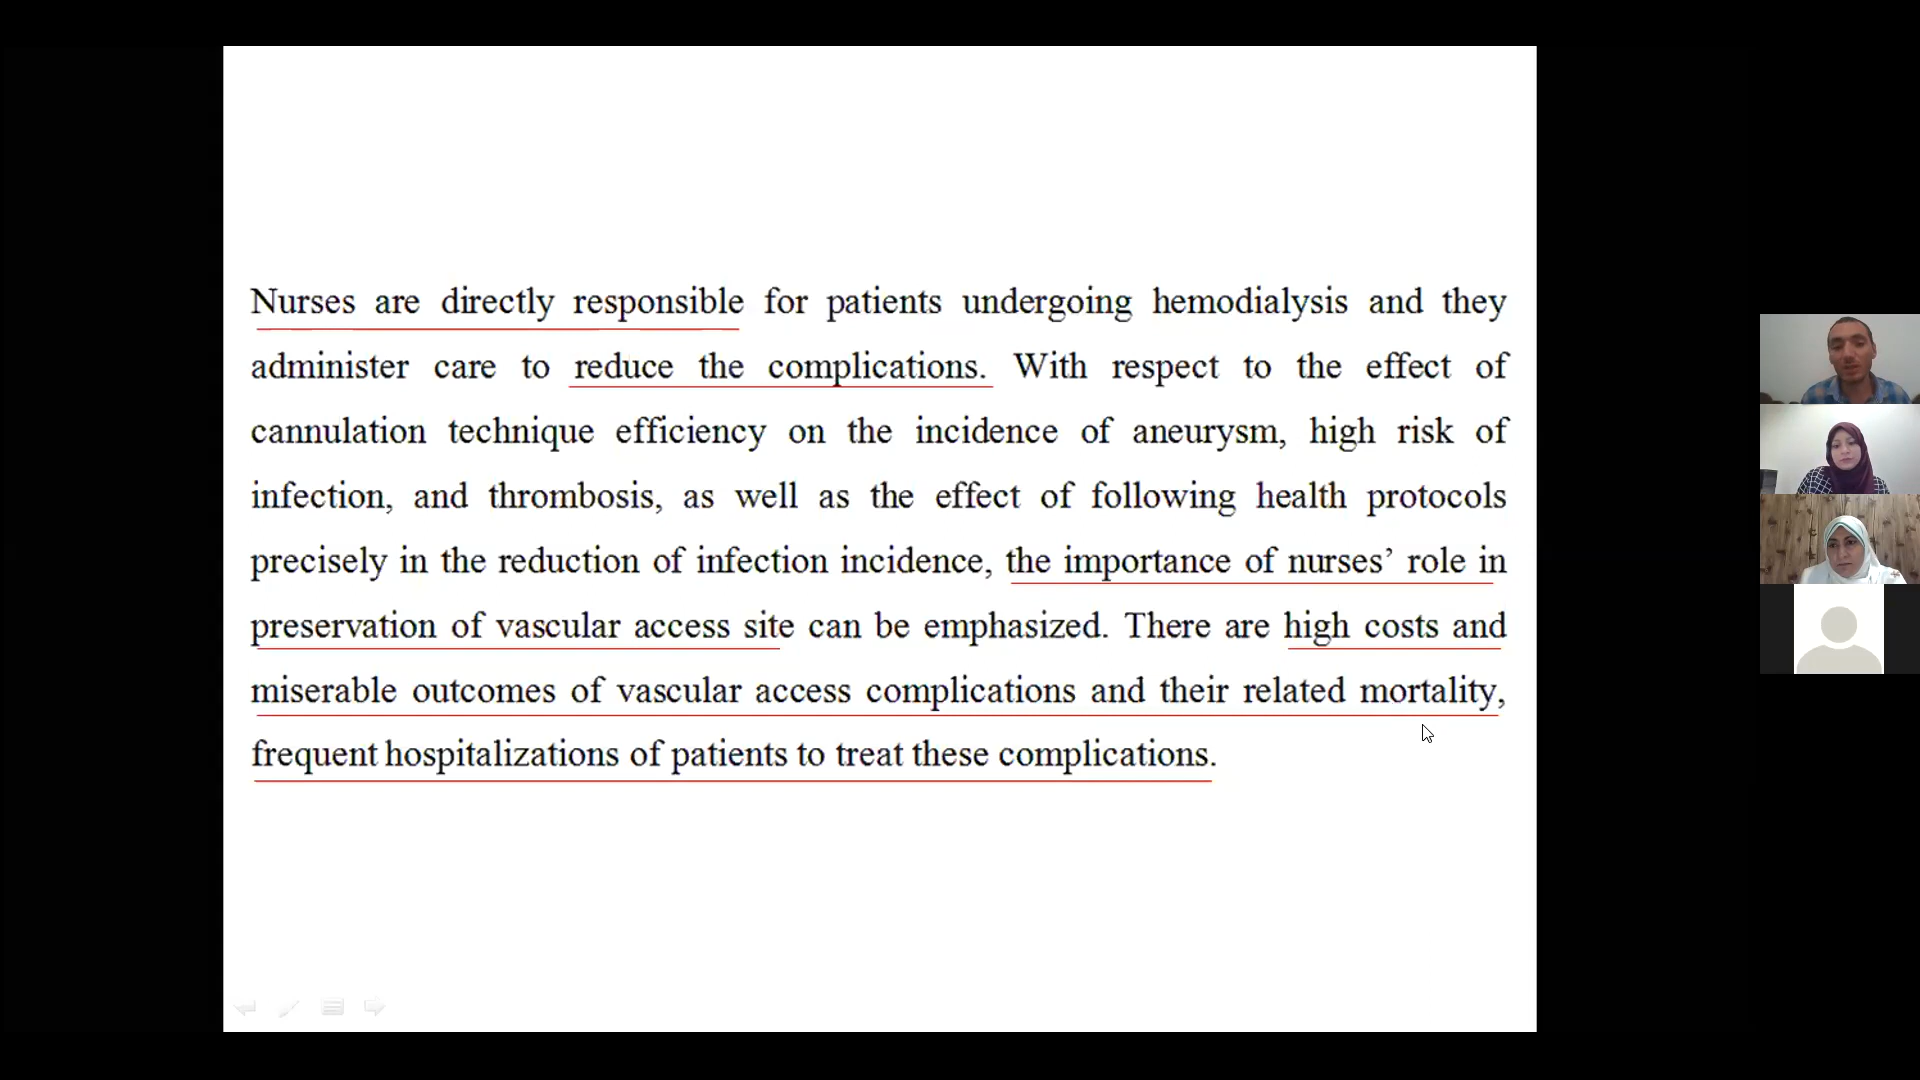 Nurses are directly responsible for patients undergoing hemodialysis and they
administer care to reduce the complications. With respect to the effect of
cannulation technique efficiency on the incidence of aneurysm, high risk of
infection, and thrombosis, as well as the effect of following health protocols
precisely in the reduction of infection incidence, the importance of nurses’ role in
preservation of vascular access site can be emphasized. There are high costs and
miserable outcomes of vascular access complications and their related mortality,
frequent hospitalizations of patients to treat these complications.